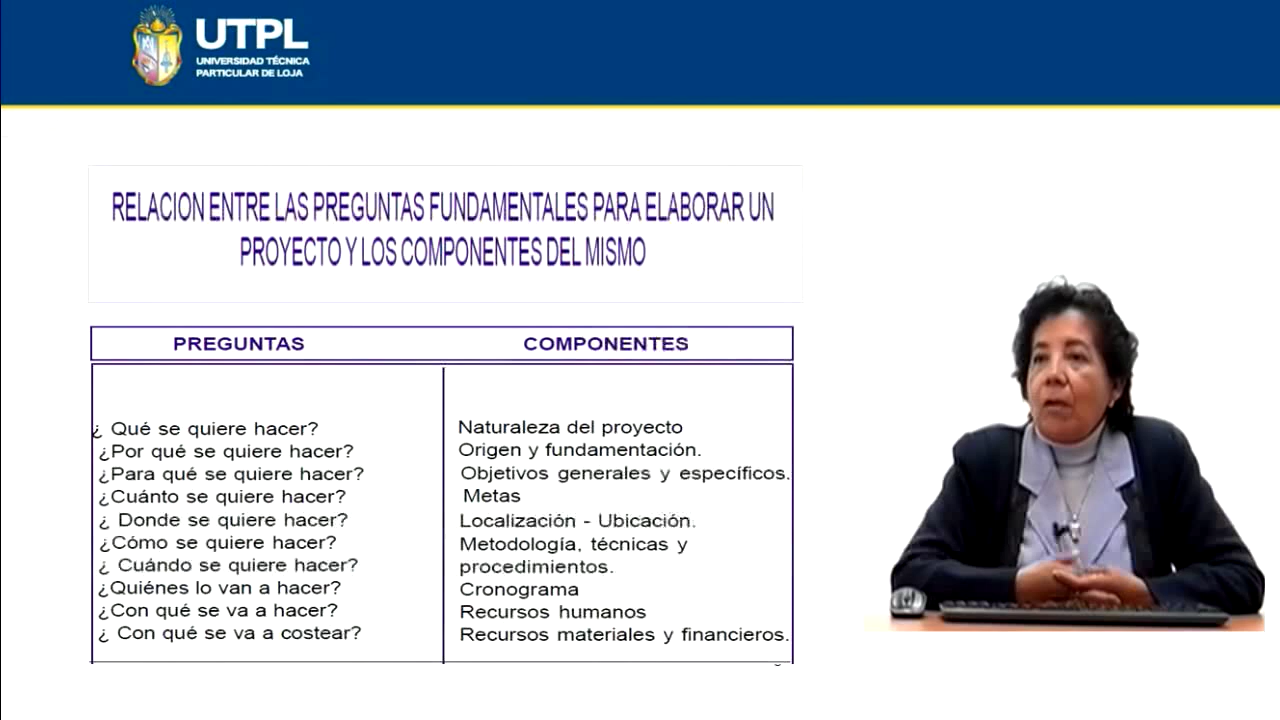 UTPL
UNIVERSIDAD TÉCNICA
PARTICULAR DE LOJA
RELACION ENTRE LAS PREGUNTAS FUNDAMENTALES PARA ELABORAR UN
PROYECTO Y LOS COMPONENTES DEL MISMO
PREGUNTAS
COMPONENTES
¿ Qué se quiere hacer?
¿Por qué se quiere hacer?
¿Para qué se quiere hacer?
¿Cuánto se quiere hacer?
¿ Donde se quiere hacer?
¿Cómo se quiere hacer?
¿ Cuándo se quiere hacer?
¿Quiénes lo van a hacer?
¿Con qué se va a hacer?
¿ Con qué se va a costear?
Naturaleza del proyecto
Origen y fundamentación.
Objetivos generales y específicos.
Metas
Localización - Ubicación.
Metodología, técnicas y
procedimientos.
Cronograma
Recursos humanos
Recursos materiales y financieros.